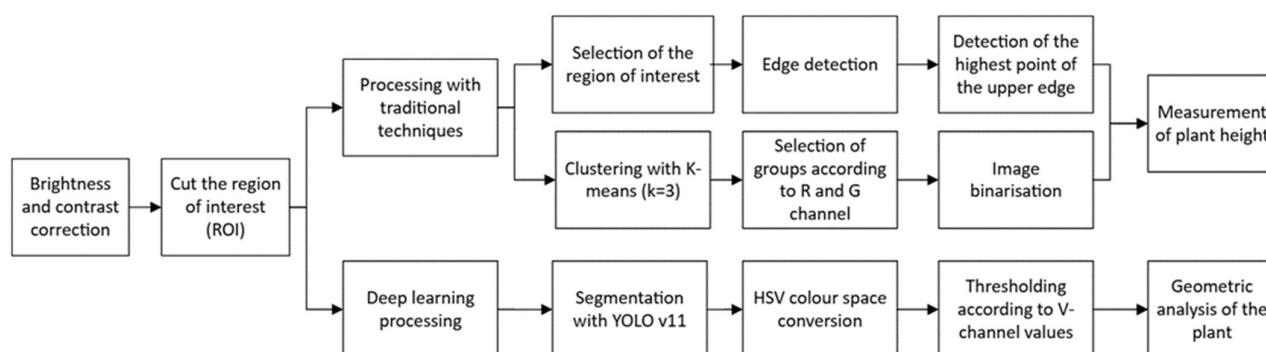 Brightness
and contrast
correction
Cut the region
of interest
(ROI)
Processing with
traditional
techniques
Selection of the
region of interest
Edge detection
Detection of the
highest point of
the upper edge
Clustering with K-
means (k=3)
Selection of
groups according
to R and G
channel
Image
binarisation
Measurement
of plant height
Deep learning
processing
Segmentation
with YOLO v11
HSV colour space
conversion
Thresholding
according to V-
channel values
Geometric
analysis of the
plant